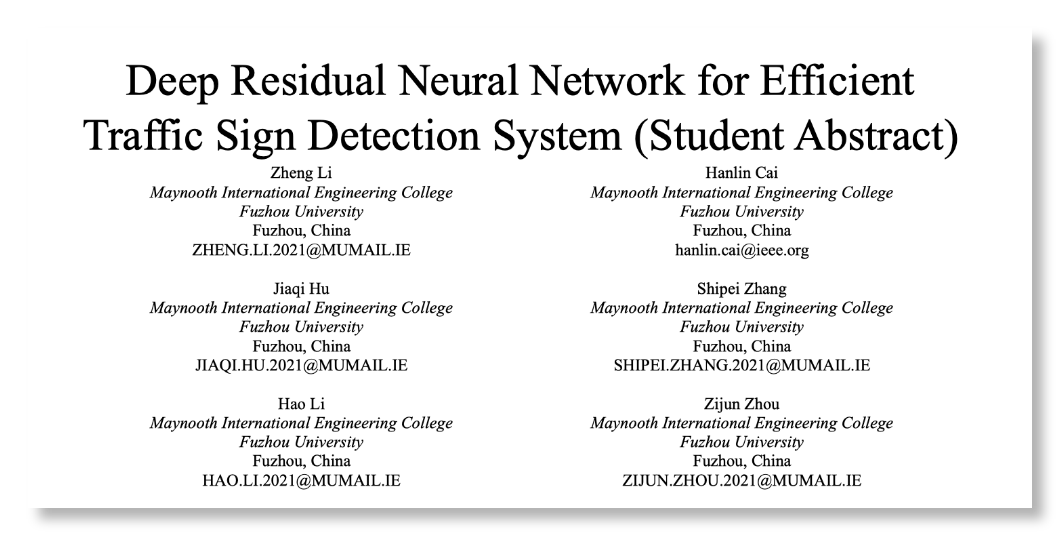 Deep Residual Neural Network for Efficient
Traffic Sign Detection System (Student Abstract)
Zheng Li
Maynooth International Engineering College
Fuzhou University
Fuzhou, China
ZHENG.LI.2021@MUMAIL.IE
Hanlin Cai
Maynooth International Engineering College
Fuzhou University
Fuzhou, China
hanlin.cai@ieee.org
Jiaqi Hu
Maynooth International Engineering College
Fuzhou University
Fuzhou, China
JIAQI.HU.2021@MUMAIL.IE
Shipei Zhang
Maynooth International Engineering College
Fuzhou University
Fuzhou, China
SHIPEI.ZHANG.2021@MUMAIL.IE
Hao Li
Maynooth International Engineering College
Fuzhou University
Fuzhou, China
HAO.LI.2021@MUMAIL.IE
Zijun Zhou
Maynooth International Engineering College
Fuzhou University
Fuzhou, China
ZIJUN.ZHOU.2021@MUMAIL.IE